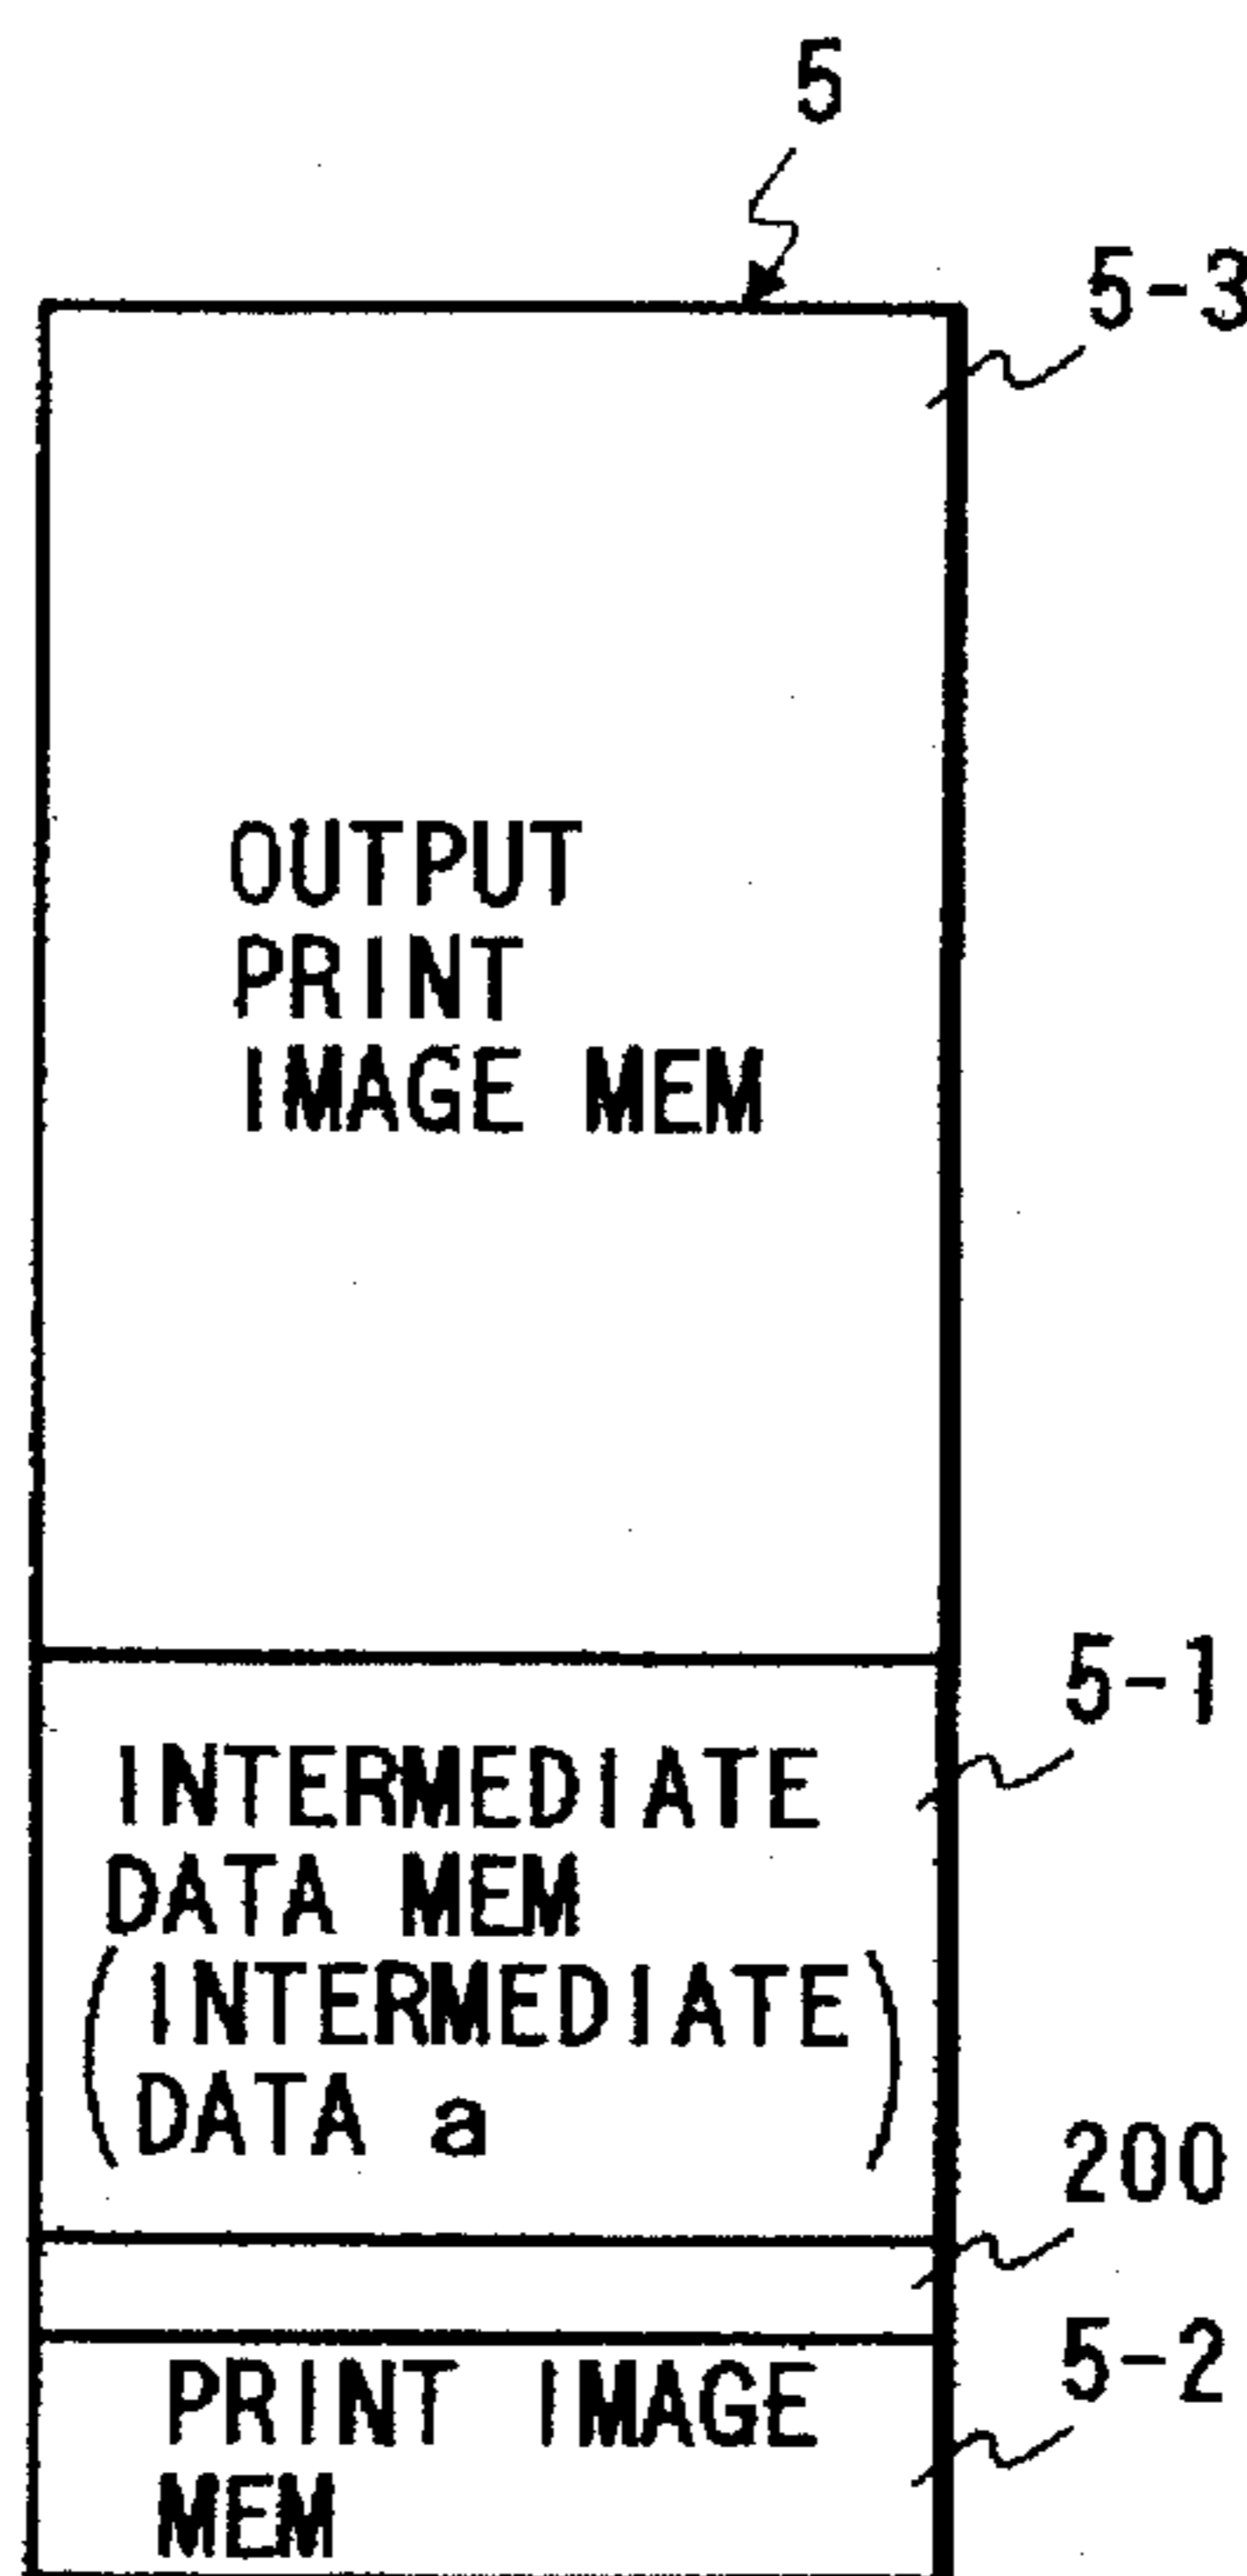 5
5-3
OUTPUT
PRINT
IMAGE MEM
5-1
INTERMEDIATE
DATA MEM
(INTERMEDIATE
DATA a)
200
5-2
PRINT IMAGE
MEM